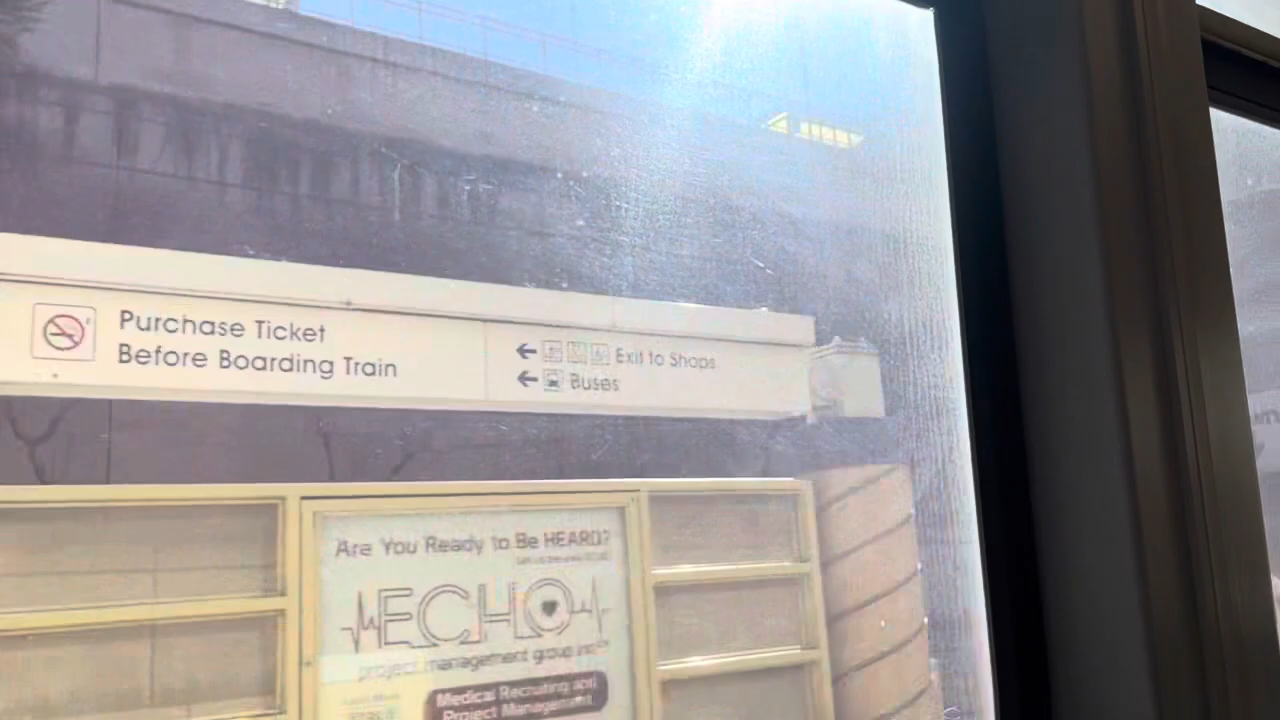 Purchase Ticket
Before Boarding Train
Exit to Shops
Buses
Are You Ready to Be HEARD?
ECHO
project management group inc
Medical Recruiting and
Project Management